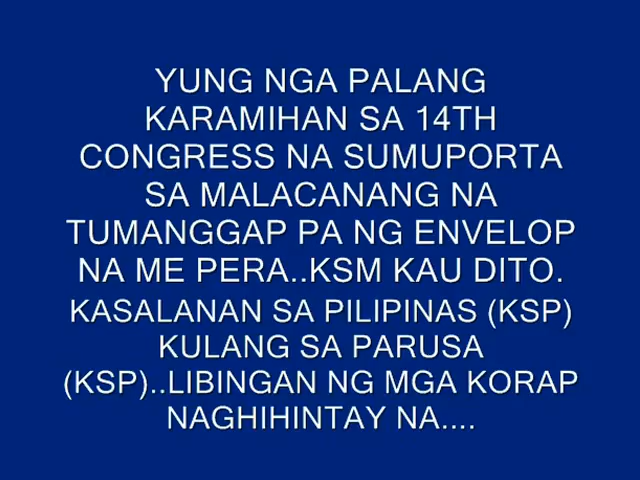 YUNG NGA PALANG
KARAMIHAN SA 14TH
CONGRESS NA SUMUPORTA
SA MALACANANG NA
TUMANGGAP PA NG ENVELOP
NA ME PERA..KSM KAU DITO.
KASALANAN SA PILIPINAS (KSP)
KULANG SA PARUSA
(KSP)..LIBINGAN NG MGA KORAP
NAGHIHINTAY NA....